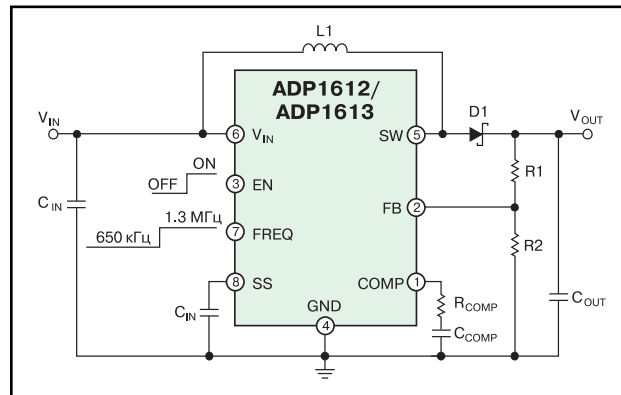 L1
ADP1612/
ADP1613
V_IN
V_IN
SW
D1
V_OUT
6
5
ON
OFF
3
EN
R1
C_IN
FB
2
1.3 МГц
650 кГц
7
FREQ
R2
8
SS
COMP
1
C_IN
GND
4
R_COMP
C_COMP
C_OUT